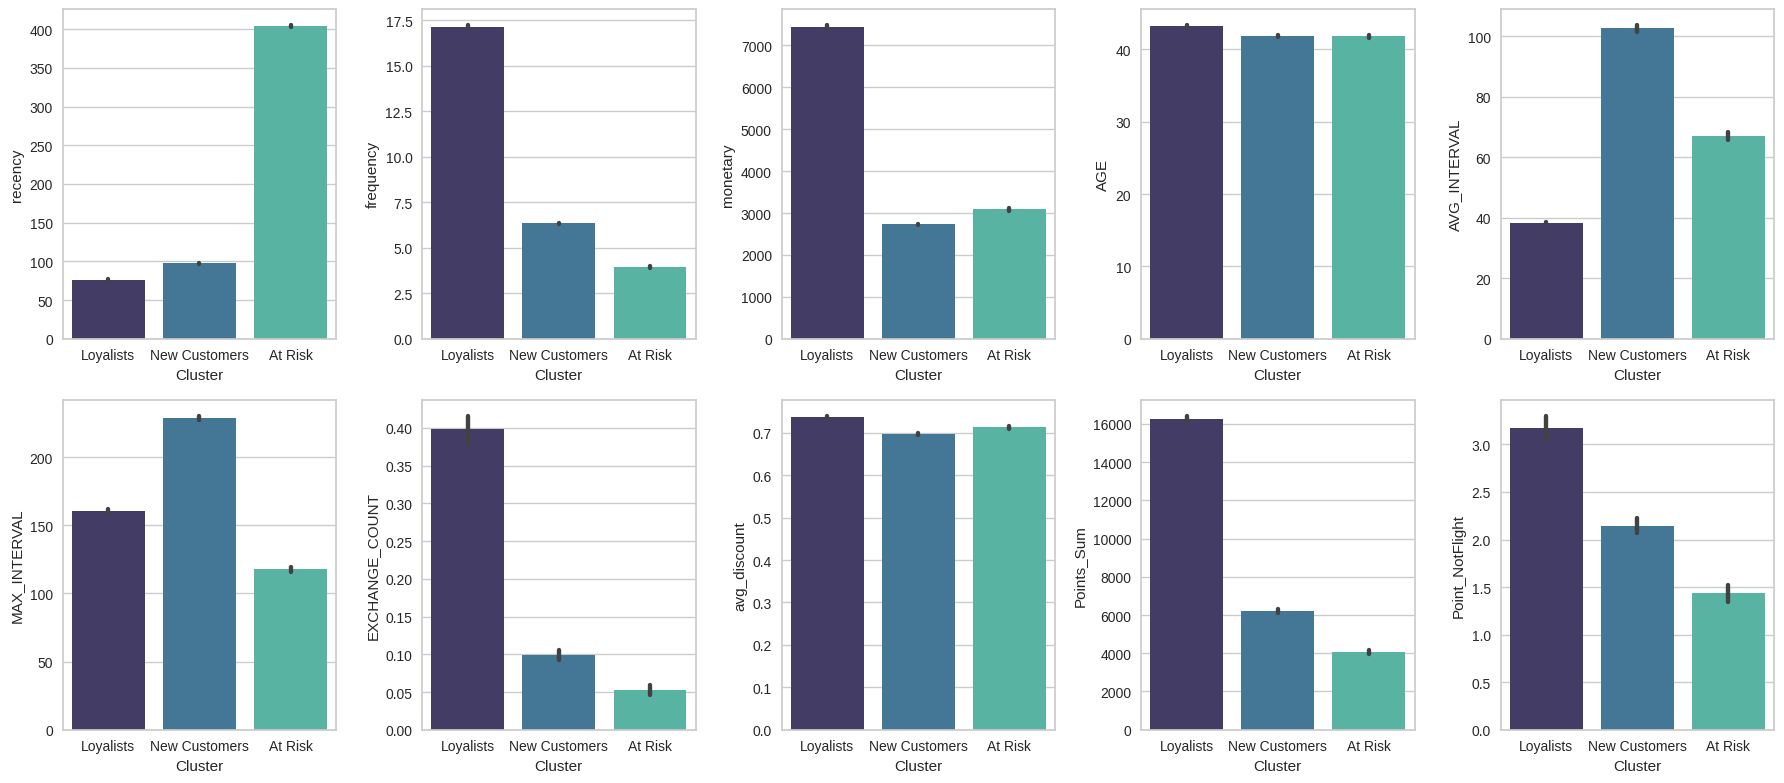 recency
400
350
300
250
200
150
100
50
0
Loyalists New Customers At Risk
Cluster
frequency
17.5
15.0
12.5
10.0
7.5
5.0
2.5
0.0
Loyalists New Customers At Risk
Cluster
monetary
7000
6000
5000
4000
3000
2000
1000
0
Loyalists New Customers At Risk
Cluster
AGE
40
30
20
10
0
Loyalists New Customers At Risk
Cluster
AVG_INTERVAL
100
80
60
40
20
0
Loyalists New Customers At Risk
Cluster
MAX_INTERVAL
200
150
100
50
0
Loyalists New Customers At Risk
Cluster
EXCHANGE_COUNT
0.40
0.35
0.30
0.25
0.20
0.15
0.10
0.05
0.00
Loyalists New Customers At Risk
Cluster
avg_discount
0.7
0.6
0.5
0.4
0.3
0.2
0.1
0.0
Loyalists New Customers At Risk
Cluster
Points_Sum
16000
14000
12000
10000
8000
6000
4000
2000
0
Loyalists New Customers At Risk
Cluster
Point_NotFlight
3.0
2.5
2.0
1.5
1.0
0.5
0.0
Loyalists New Customers At Risk
Cluster